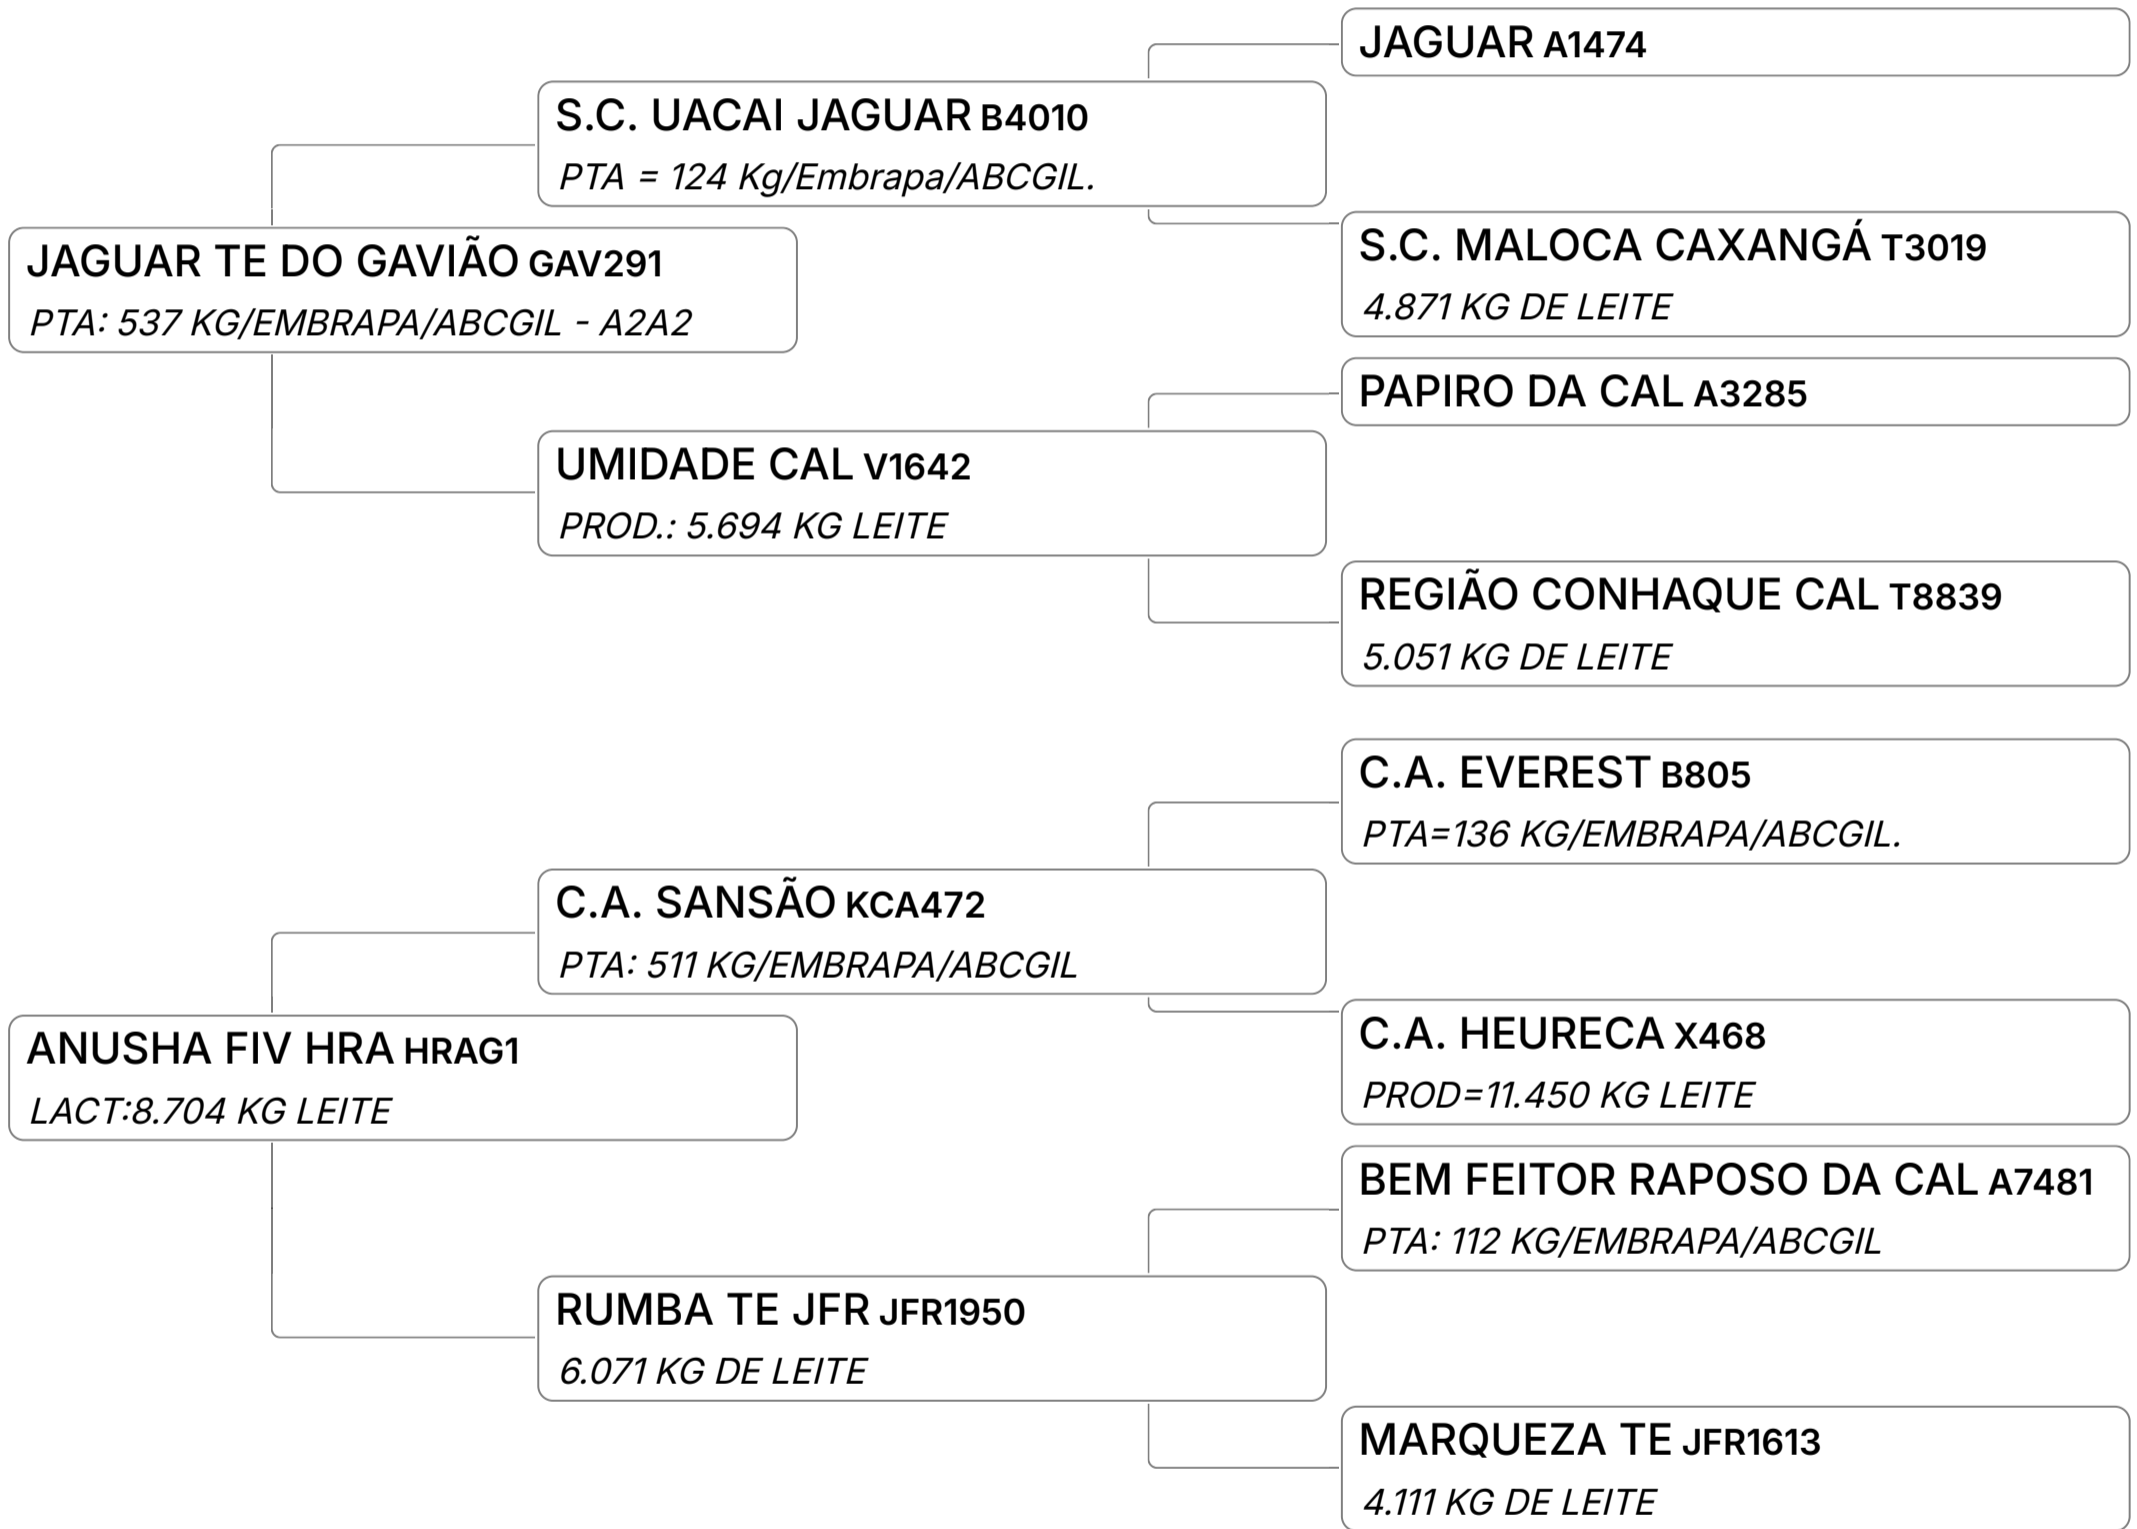 JAGUAR A1474
S.C. UACAI JAGUAR B4010
PTA = 124 Kg/Embrapa/ABCGIL.
S.C. MALOCA CAXANGÁ T3019
4.871 KG DE LEITE
JAGUAR TE DO GAVIÃO GAV291
PTA: 537 KG/EMBRAPA/ABCGIL - A2A2
PAPIRO DA CAL A3285
UMIDADE CAL V1642
PROD.: 5.694 KG LEITE
REGIÃO CONHAQUE CAL T8839
5.051 KG DE LEITE
C.A. EVEREST B805
PTA=136 KG/EMBRAPA/ABCGIL.
C.A. SANSÃO KCA472
PTA: 511 KG/EMBRAPA/ABCGIL
C.A. HEURECA X468
PROD=11.450 KG LEITE
ANUSHA FIV HRA HRAG1
LACT:8.704 KG LEITE
BEM FEITOR RAPOSO DA CAL A7481
PTA: 112 KG/EMBRAPA/ABCGIL
RUMBA TE JFR JFR1950
6.071 KG DE LEITE
MARQUEZA TE JFR1613
4.111 KG DE LEITE